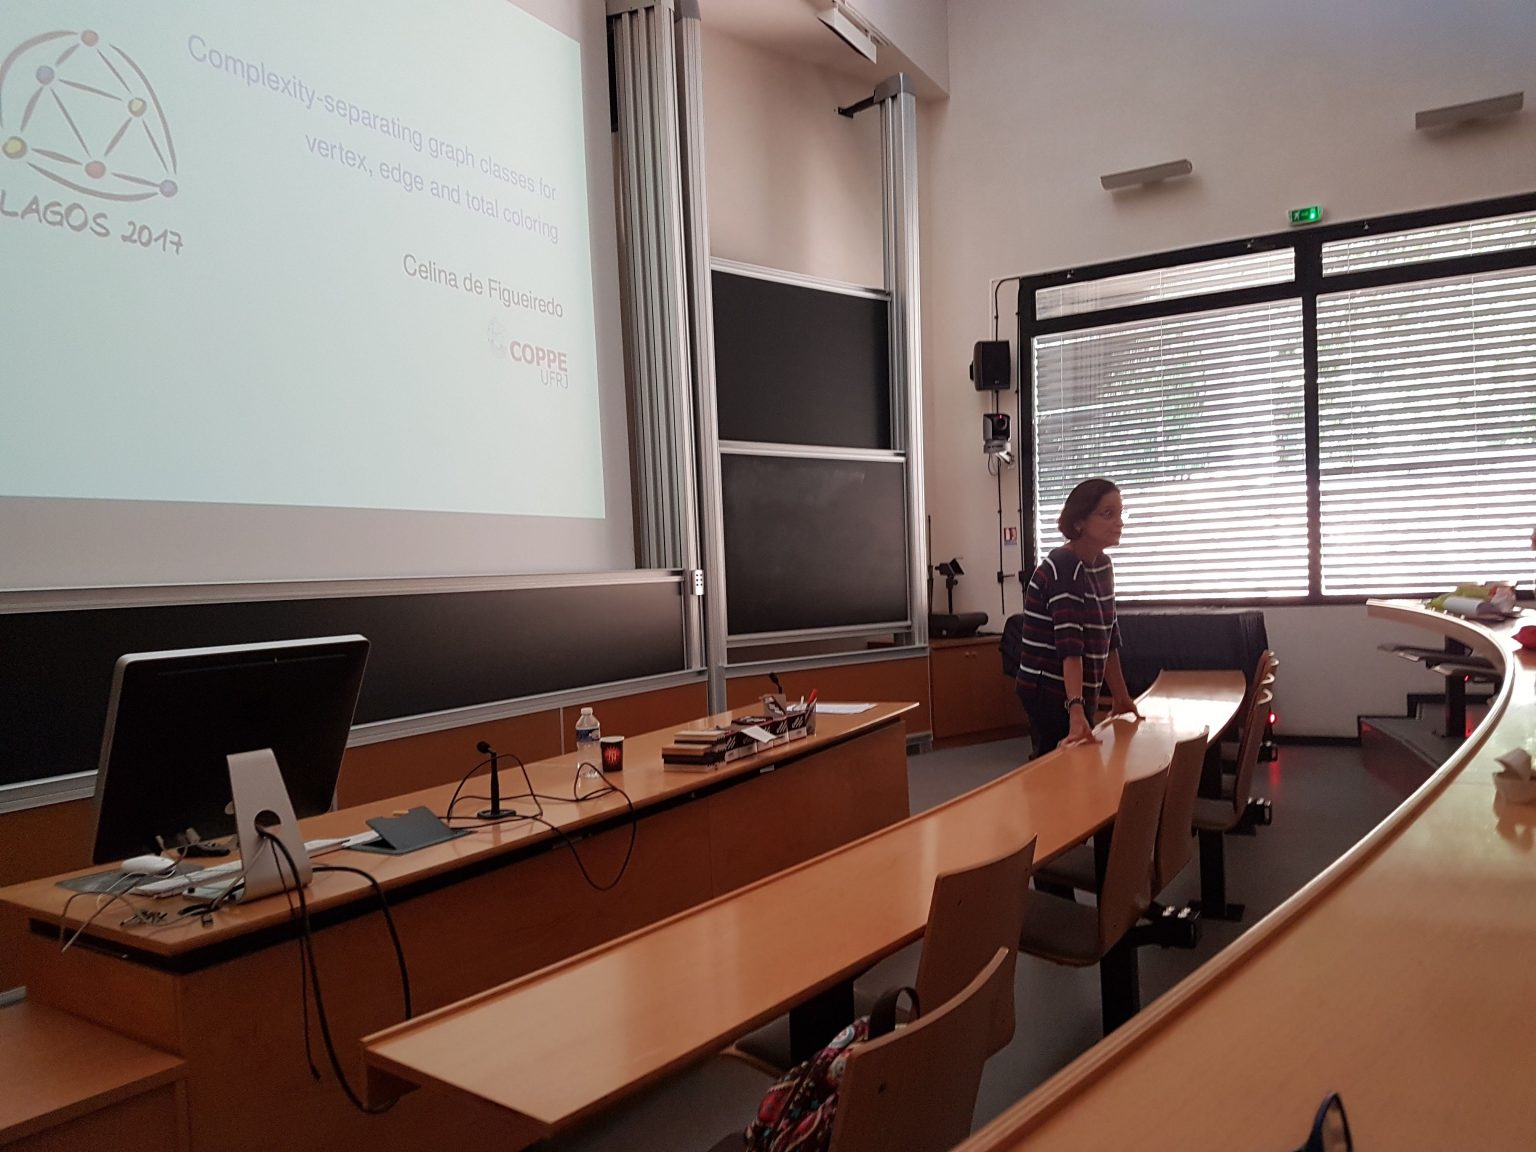 Complexity-separating graph classes for
vertex, edge and total coloring
LAGOS 2017
Celina de Figueiredo
COPPE
UFRJ